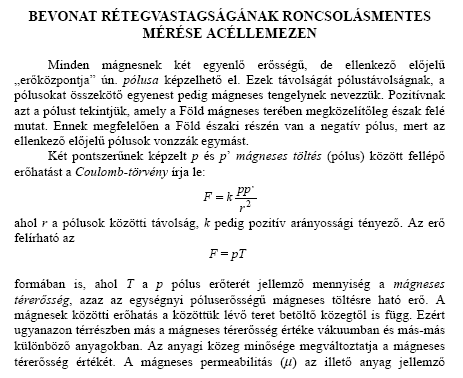 BEVONAT RÉTEGVASTAGSÁGÁNAK RONCSOLÁSMENTES
MÉRÉSE ACÉLLEMEZEN
Minden mágnesnek két egyenlő erősségű, de ellenkező előjelű
„erőközpontja” ún. pólusa képzelhető el. Ezek távolságát pólustávolságnak, a
pólusokat összekötő egyenest pedig mágneses tengelynek nevezzük. Pozitívnak
azt a pólust tekintjük, amely a Föld mágneses terében megközelítőleg észak felé
mutat. Ennek megfelelően a Föld északi részén van a negatív pólus, mert az
ellenkező előjelű pólusok vonzzák egymást.
Két pontszerűnek képzelt p és p’ mágneses töltés (pólus) között fellépő
erőhatást a Coulomb-törvény írja le:
F = k pp’/r²
ahol r a pólusok közötti távolság, k pedig pozitív arányossági tényező. Az erő
felírható az
F = pT
formában is, ahol T a p pólus erőterét jellemző mennyiség a mágneses
térerősség, azaz az egységnyi póluserősségű mágneses töltésre ható erő. A
mágnesek közötti erőhatás a közöttük lévő teret betöltő közegtől is függ. Ezért
ugyanazon térrészben más a mágneses térerősség értéke vákuumban és más-más
különböző anyagokban. Az anyagi közeg minősége megváltoztatja a mágneses
térerősség értékét. A mágneses permeabilitás (μ) az illető anyag jellemző